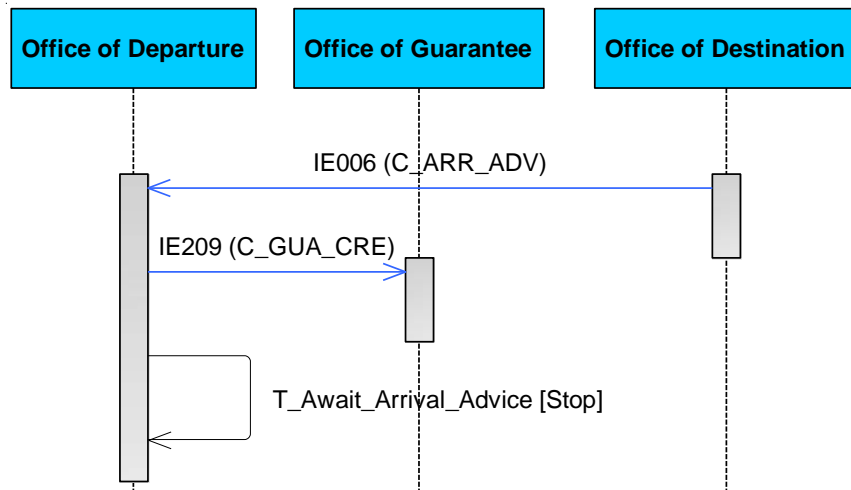 Office of Departure
Office of Guarantee
Office of Destination
IE006 (C_ARR_ADV)
IE209 (C_GUA_CRE)
T_Await_Arrival_Advice [Stop]